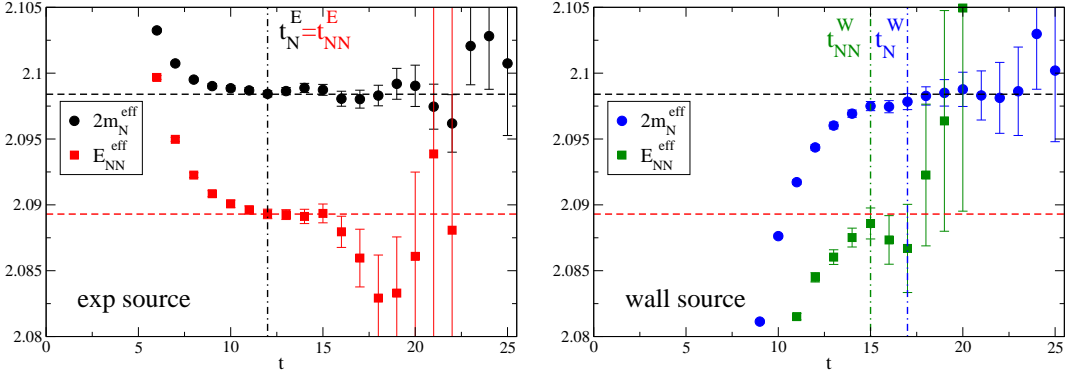 2.105
2.1
2.095
2.09
2.085
2.08
0 5 10 15 20 25
t
t_N^E=t_NN^E
2m_N^eff
E_NN^eff
exp source
2.105
2.1
2.095
2.09
2.085
2.08
0 5 10 15 20 25
t
t_NN^W t_N^W
2m_N^eff
E_NN^eff
wall source